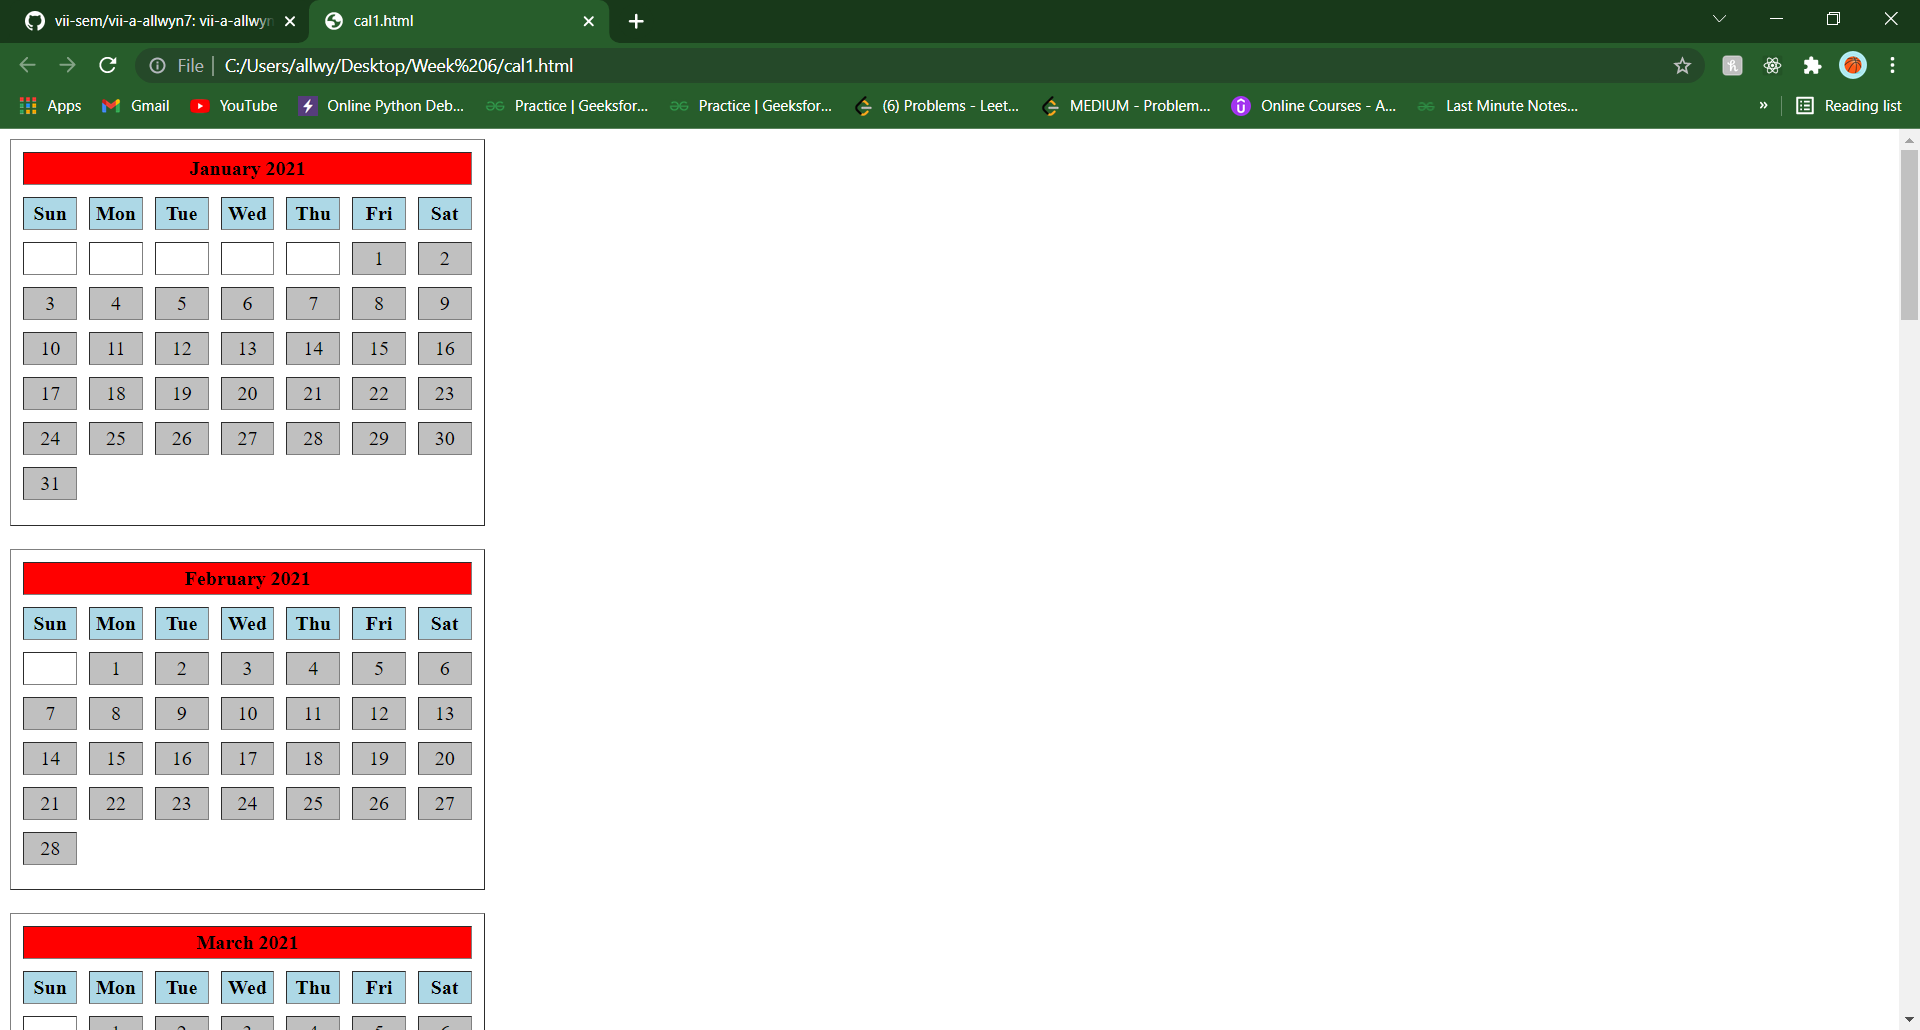 vii-sem/vii-a-allwyn7: vii-a-allwyn
cal1.html
File | C:/Users/allwy/Desktop/Week%206/cal1.html
Apps Gmail YouTube Online Python Deb... Practice | Geeksfor... Practice | Geeksfor... (6) Problems - Leet... MEDIUM - Problem... Online Courses - A... Last Minute Notes... » Reading list
January 2021
Sun Mon Tue Wed Thu Fri Sat
1 2
3 4 5 6 7 8 9
10 11 12 13 14 15 16
17 18 19 20 21 22 23
24 25 26 27 28 29 30
31
February 2021
Sun Mon Tue Wed Thu Fri Sat
1 2 3 4 5 6
7 8 9 10 11 12 13
14 15 16 17 18 19 20
21 22 23 24 25 26 27
28
March 2021
Sun Mon Tue Wed Thu Fri Sat
1 2 3 4 5 6